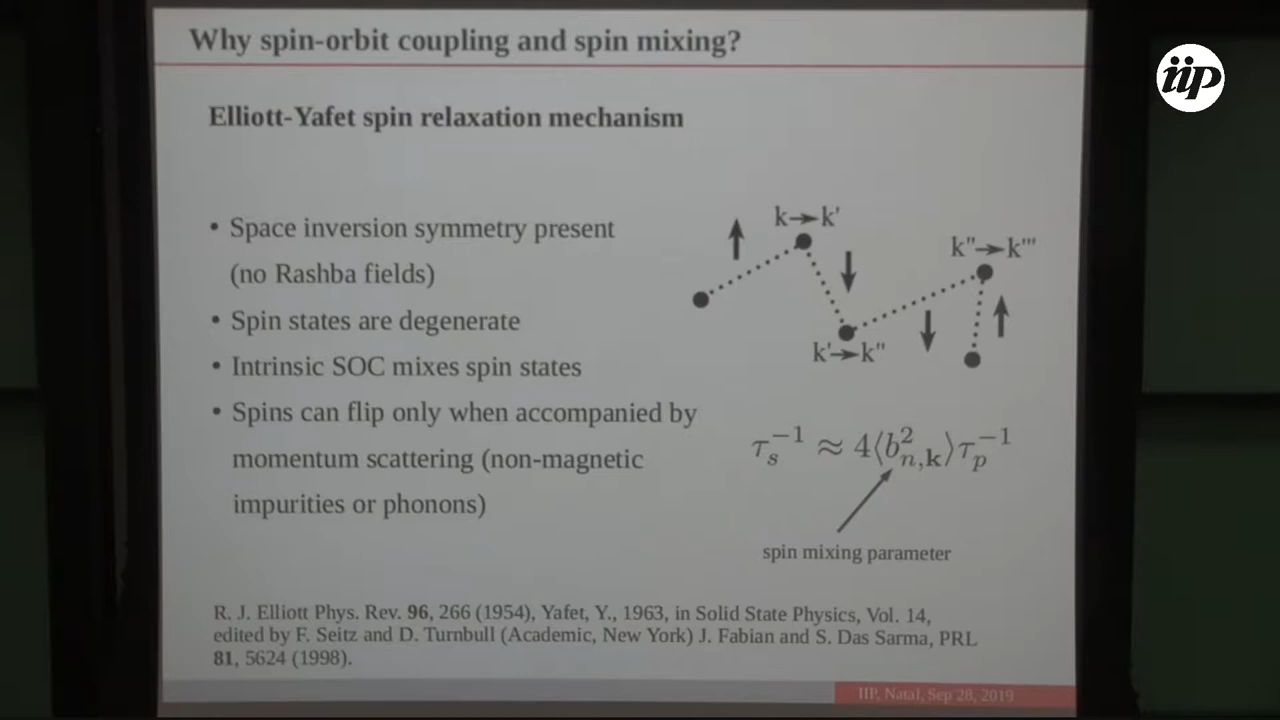 Why spin-orbit coupling and spin mixing?
iip
Elliott-Yafet spin relaxation mechanism
• Space inversion symmetry present
(no Rashba fields)
• Spin states are degenerate
• Intrinsic SOC mixes spin states
• Spins can flip only when accompanied by
momentum scattering (non-magnetic
impurities or phonons)
k→k'
k''→k'''
k'→k''
τ_s^{-1} ≈ 4⟨b²_{n,k}⟩τ_p^{-1}
spin mixing parameter
R. J. Elliott Phys. Rev. 96, 266 (1954), Yafet, Y., 1963, in Solid State Physics, Vol. 14,
edited by F. Seitz and D. Turnbull (Academic, New York) J. Fabian and S. Das Sarma, PRL
81, 5624 (1998).
IIP, Natal, Sep 28, 2019